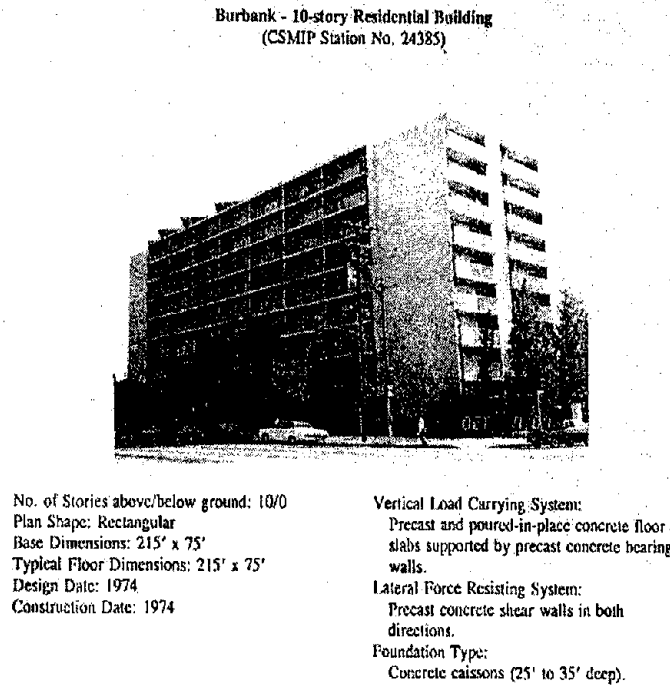 Burbank - 10-story Residential Building
(CSMIP Station No. 24385)
No. of Stories above/below ground: 10/0
Plan Shape: Rectangular
Base Dimensions: 215' x 75'
Typical Floor Dimensions: 215' x 75'
Design Date: 1974
Construction Date: 1974
Vertical Load Carrying System:
Precast and poured-in-place concrete floor
slabs supported by precast concrete bearing
walls.
Lateral Force Resisting System:
Precast concrete shear walls in both
directions.
Foundation Type:
Concrete caissons (25' to 35' deep).